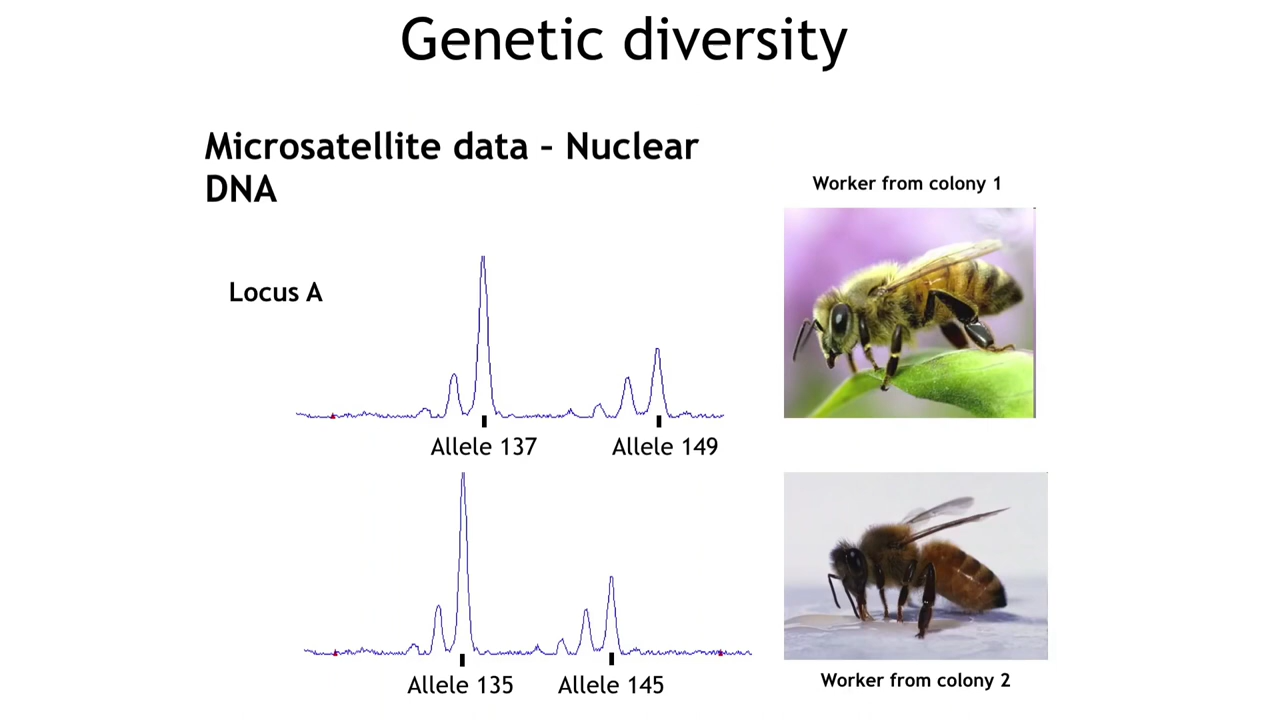 Genetic diversity
Microsatellite data – Nuclear
DNA
Worker from colony 1
Locus A
Allele 137
Allele 149
Allele 135
Allele 145
Worker from colony 2